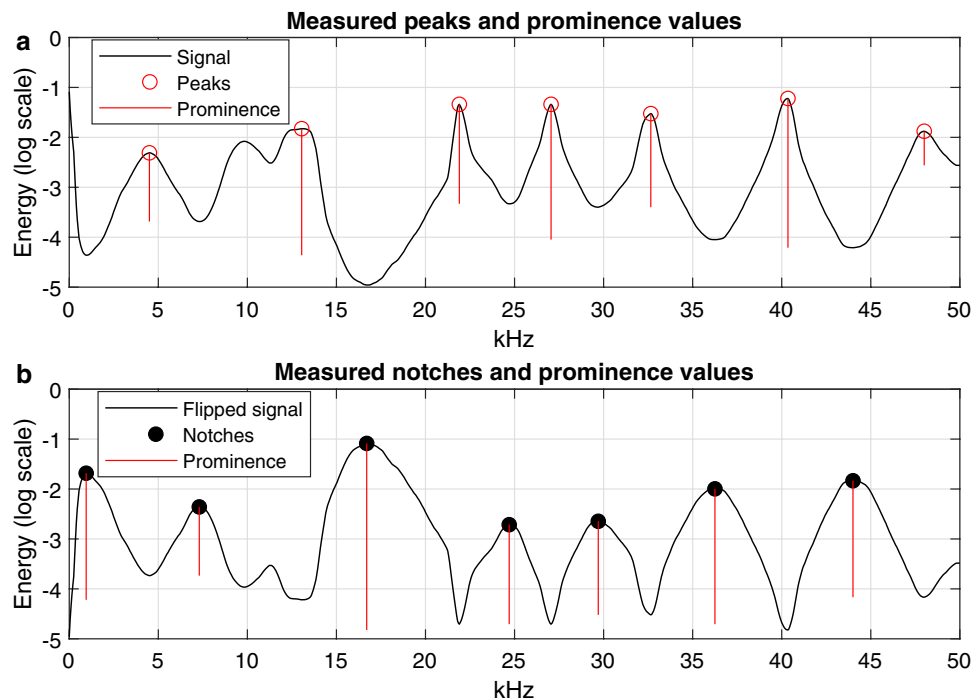 Measured peaks and prominence values
a
Signal
Peaks
Prominence
Energy (log scale)
0
-1
-2
-3
-4
-5
0 5 10 15 20 25 30 35 40 45 50
kHz
Measured notches and prominence values
b
Flipped signal
Notches
Prominence
Energy (log scale)
0
-1
-2
-3
-4
-5
0 5 10 15 20 25 30 35 40 45 50
kHz